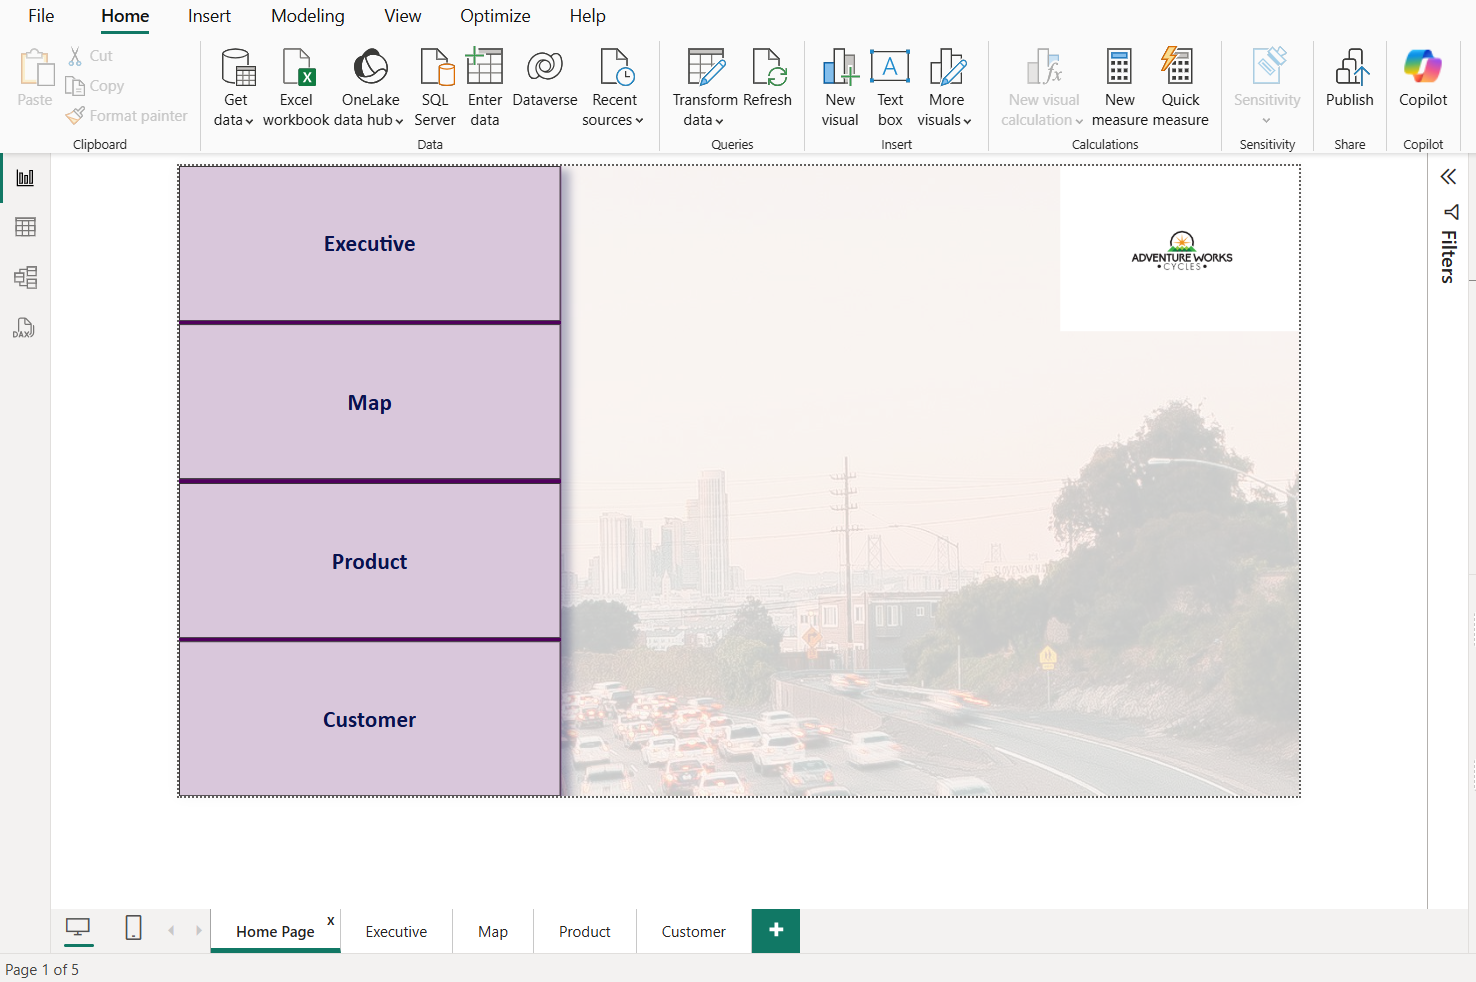 File Home Insert Modeling View Optimize Help
Paste
Cut
Copy
Format painter
Clipboard
Get data
Excel workbook
OneLake data hub
SQL Server
Enter data
Dataverse
Recent sources
Data
Transform data
Refresh
Queries
New visual
Text box
More visuals
Insert
New visual calculation
New measure
Quick measure
Calculations
Sensitivity
Sensitivity
Publish
Share
Copilot
Copilot
DAX
Executive
Map
Product
Customer
ADVENTURE WORKS
•CYCLES•
Filters
Home Page x Executive Map Product Customer +
Page 1 of 5